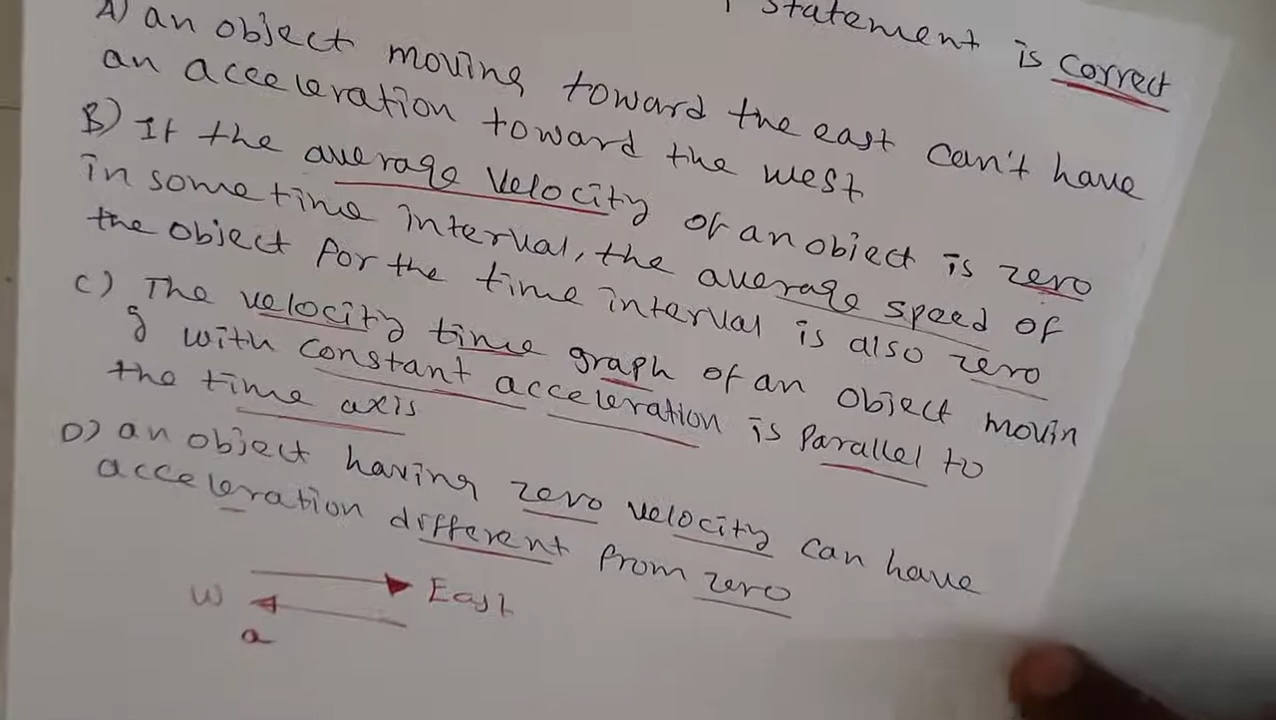 statement is correct
A) an object moving toward the east can't have
an acceleration toward the west
B) If the average velocity of an object is zero
in some time interval, the average speed of
the object for the time interval is also zero
C) The velocity time graph of an object movin
g with constant acceleration is parallel to
the time axis
D) an object having zero velocity can have
acceleration different from zero
W East
a